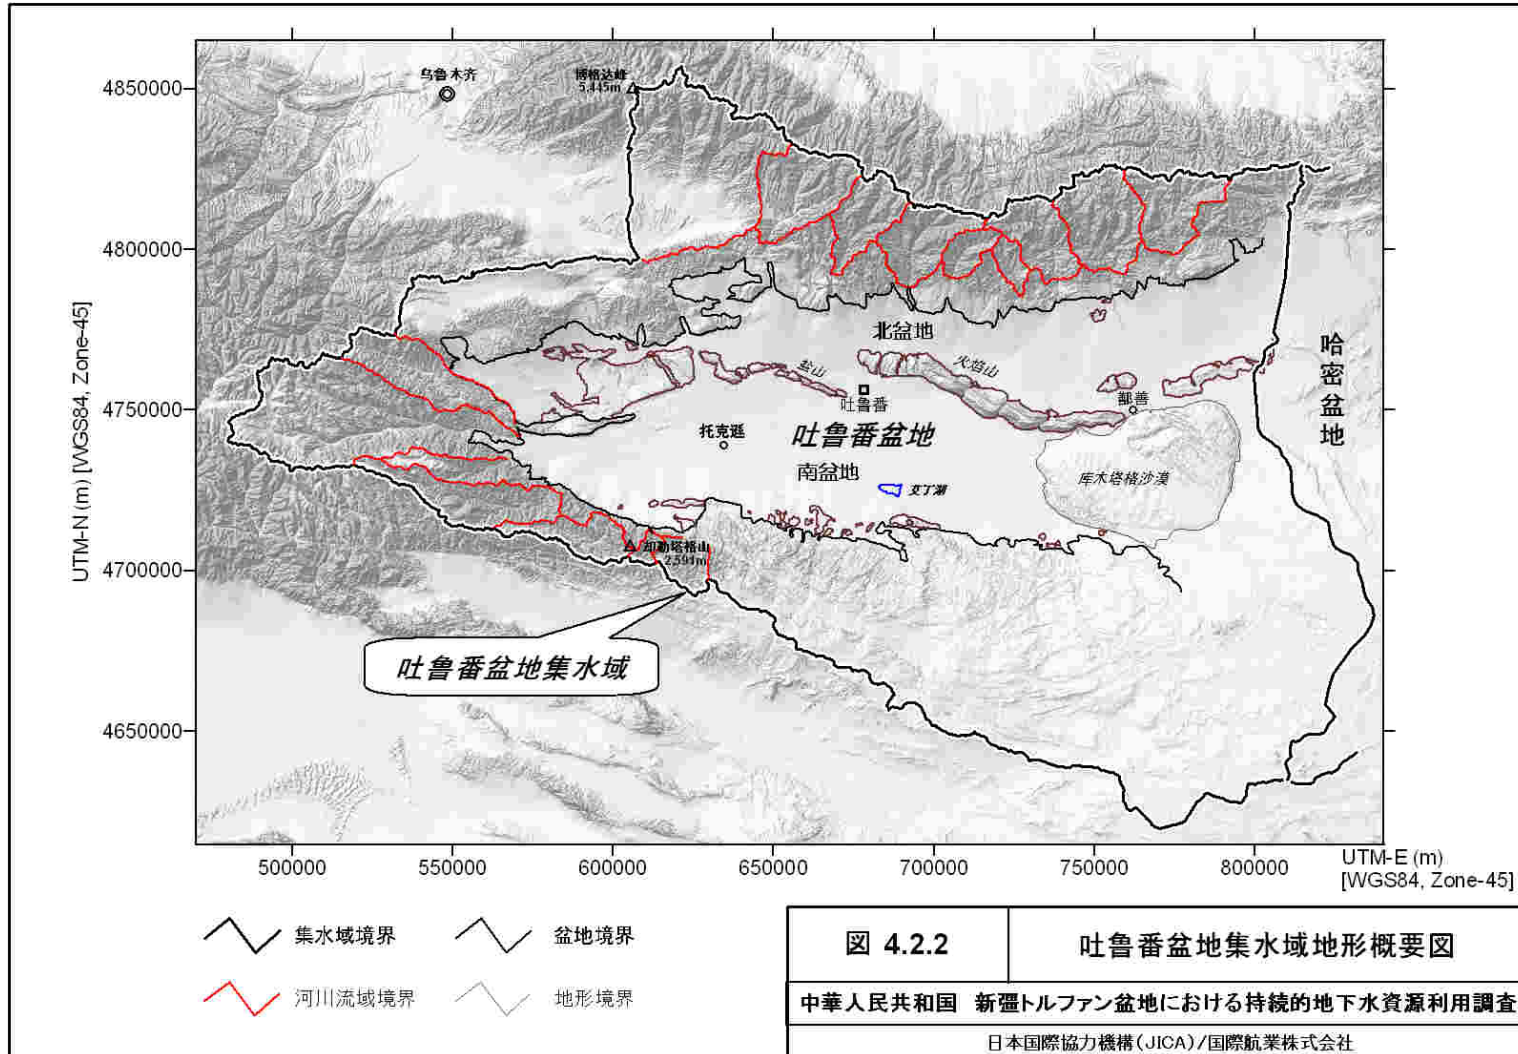 乌鲁木齐
博格达峰
5,445m
4850000
4800000
4750000
4700000
4650000
UTM-N (m) [WGS84, Zone-45]
北盆地
盐山
火焰山
哈密盆地
吐鲁番
鄯善
托克逊
吐鲁番盆地
南盆地
艾丁湖
库木塔格沙漠
却勒塔格山
2,591m
吐鲁番盆地集水域
500000
550000
600000
650000
700000
750000
800000
UTM-E (m)
[WGS84, Zone-45]
集水域境界
盆地境界
河川流域境界
地形境界
図 4.2.2
吐魯番盆地集水域地形概要図
中華人民共和国 新疆トルファン盆地における持続的地下水資源利用調査
日本国際協力機構(JICA)/国際航業株式会社